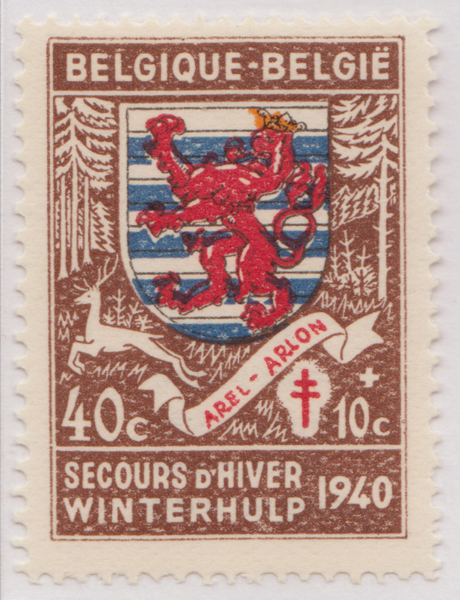 BELGIQUE-BELGIË
AREL - ARLON
40c + 10c
SECOURS D'HIVER
WINTERHULP 1940